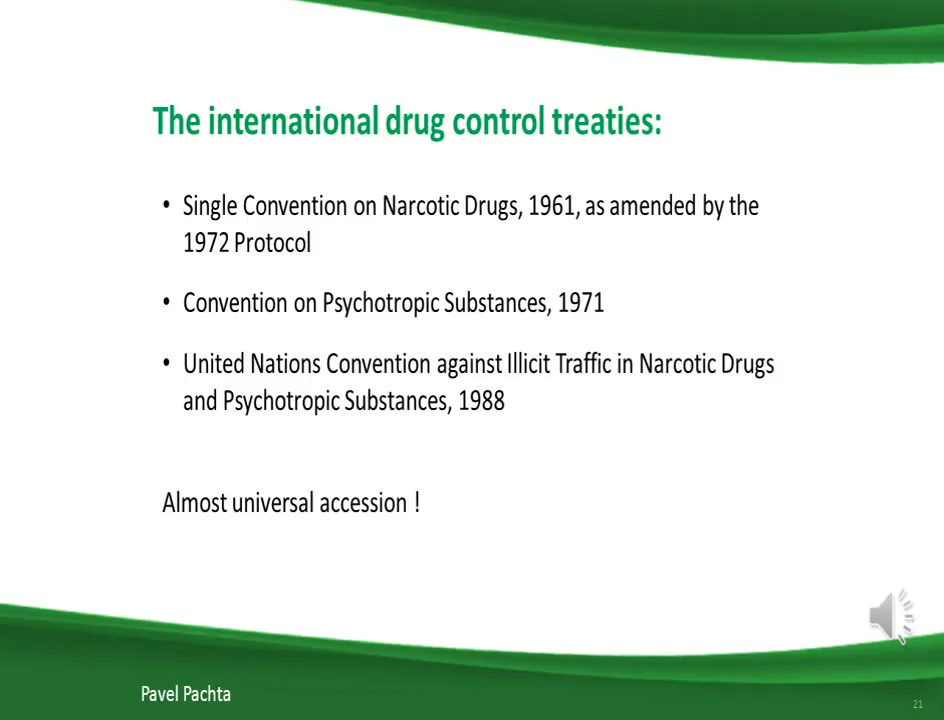 The international drug control treaties:
• Single Convention on Narcotic Drugs, 1961, as amended by the
1972 Protocol
• Convention on Psychotropic Substances, 1971
• United Nations Convention against Illicit Traffic in Narcotic Drugs
and Psychotropic Substances, 1988
Almost universal accession !
Pavel Pachta
21